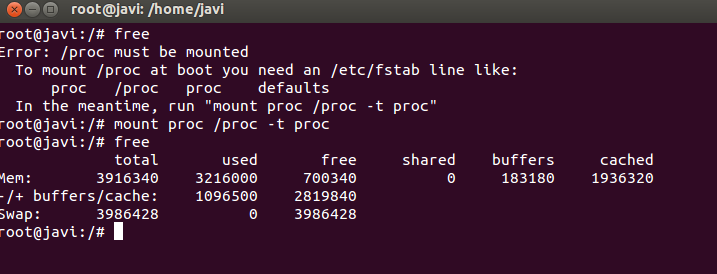 root@javi: /home/javi
root@javi:/# free
Error: /proc must be mounted
  To mount /proc at boot you need an /etc/fstab line like:
      proc   /proc   proc    defaults
  In the meantime, run "mount proc /proc -t proc"
root@javi:/# mount proc /proc -t proc
root@javi:/# free
             total       used       free     shared    buffers     cached
Mem:       3916340    3216000     700340          0     183180    1936320
-/+ buffers/cache:    1096500    2819840
Swap:      3986428          0    3986428
root@javi:/#